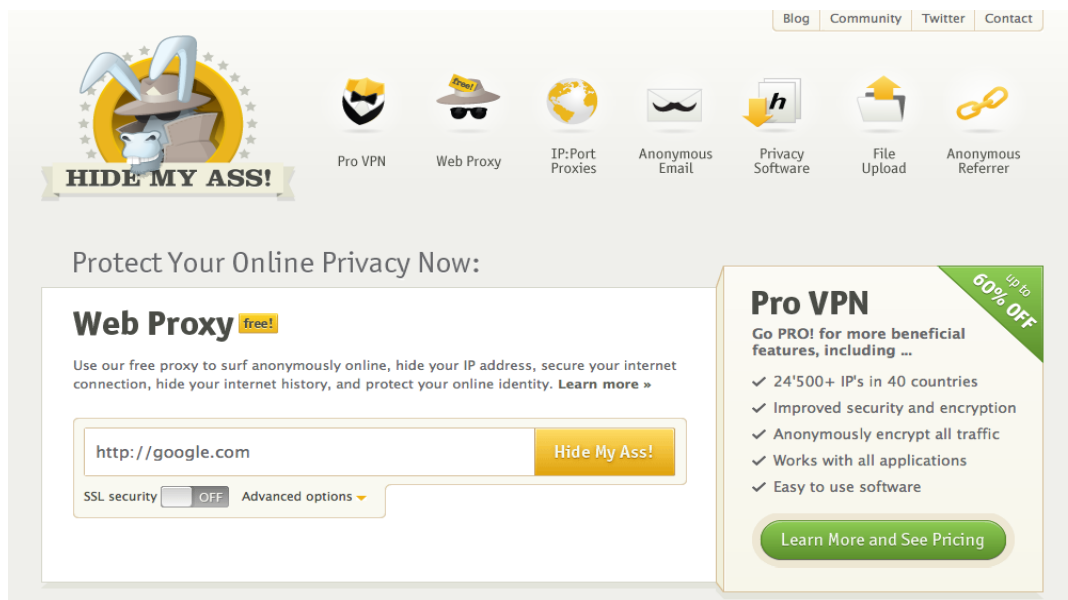 Blog
Community
Twitter
Contact
HIDE MY ASS!
Pro VPN
free!
Web Proxy
IP:Port
Proxies
Anonymous
Email
h
Privacy
Software
File
Upload
Anonymous
Referrer
Protect Your Online Privacy Now:
Web Proxy free!
Use our free proxy to surf anonymously online, hide your IP address, secure your internet
connection, hide your internet history, and protect your online identity. Learn more »
http://google.com
Hide My Ass!
SSL security OFF Advanced options
up to
60% OFF
Pro VPN
Go PRO! for more beneficial
features, including ...
24'500+ IP's in 40 countries
Improved security and encryption
Anonymously encrypt all traffic
Works with all applications
Easy to use software
Learn More and See Pricing